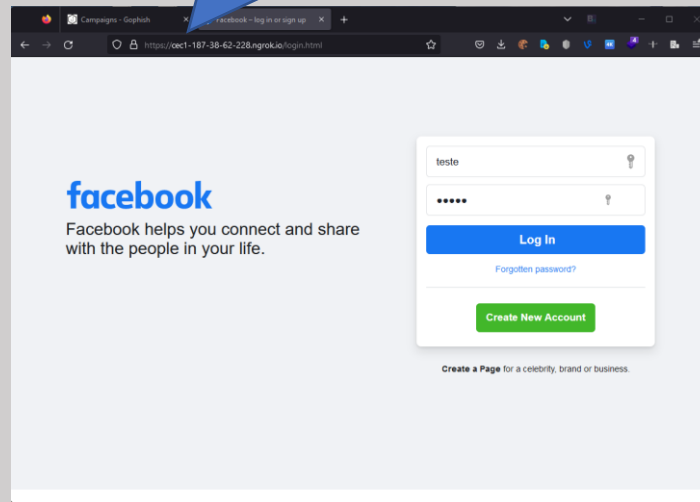 Campaigns - Gophish
Facebook – log in or sign up
https://cec1-187-38-62-228.ngrok.io/login.html
teste
facebook
Facebook helps you connect and share
with the people in your life.
Log In
Forgotten password?
Create New Account
Create a Page for a celebrity, brand or business.